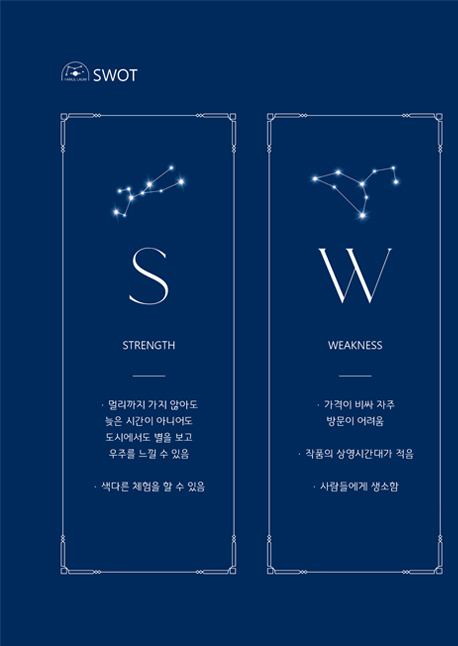 SWOT
S
STRENGTH
· 멀리까지 가지 않아도
늦은 시간이 아니어도
도시에서도 별을 보고
우주를 느낄 수 있음
· 색다른 체험을 할 수 있음
W
WEAKNESS
· 가격이 비싸 자주
방문이 어려움
· 작품의 상영시간대가 적음
· 사람들에게 생소함